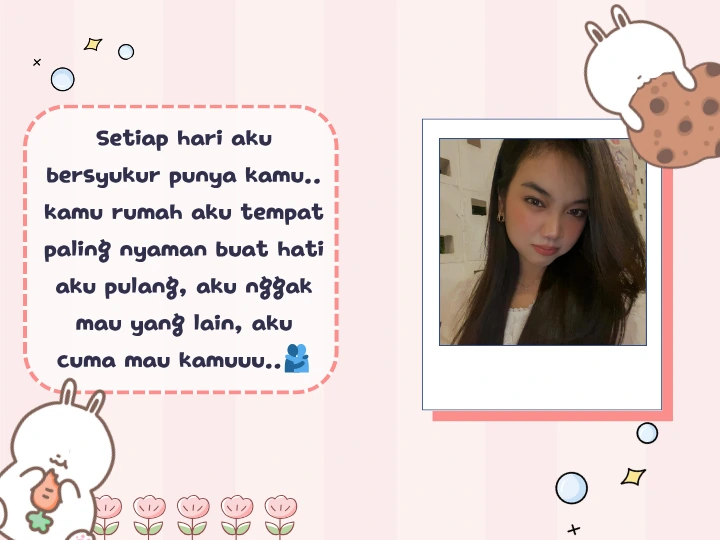 Setiap hari aku
bersyukur punya kamu..
kamu rumah aku tempat
paling nyaman buat hati
aku pulang, aku nggak
mau yang lain, aku
cuma mau kamuuu..🫂